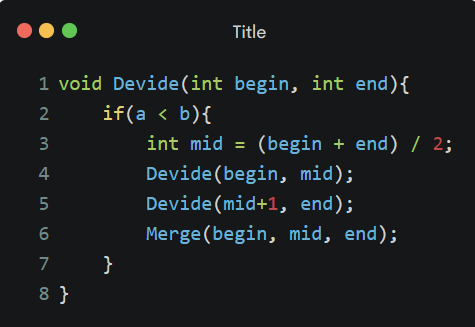 Title
1 void Devide(int begin, int end){
2     if(a < b){
3         int mid = (begin + end) / 2;
4         Devide(begin, mid);
5         Devide(mid+1, end);
6         Merge(begin, mid, end);
7     }
8 }